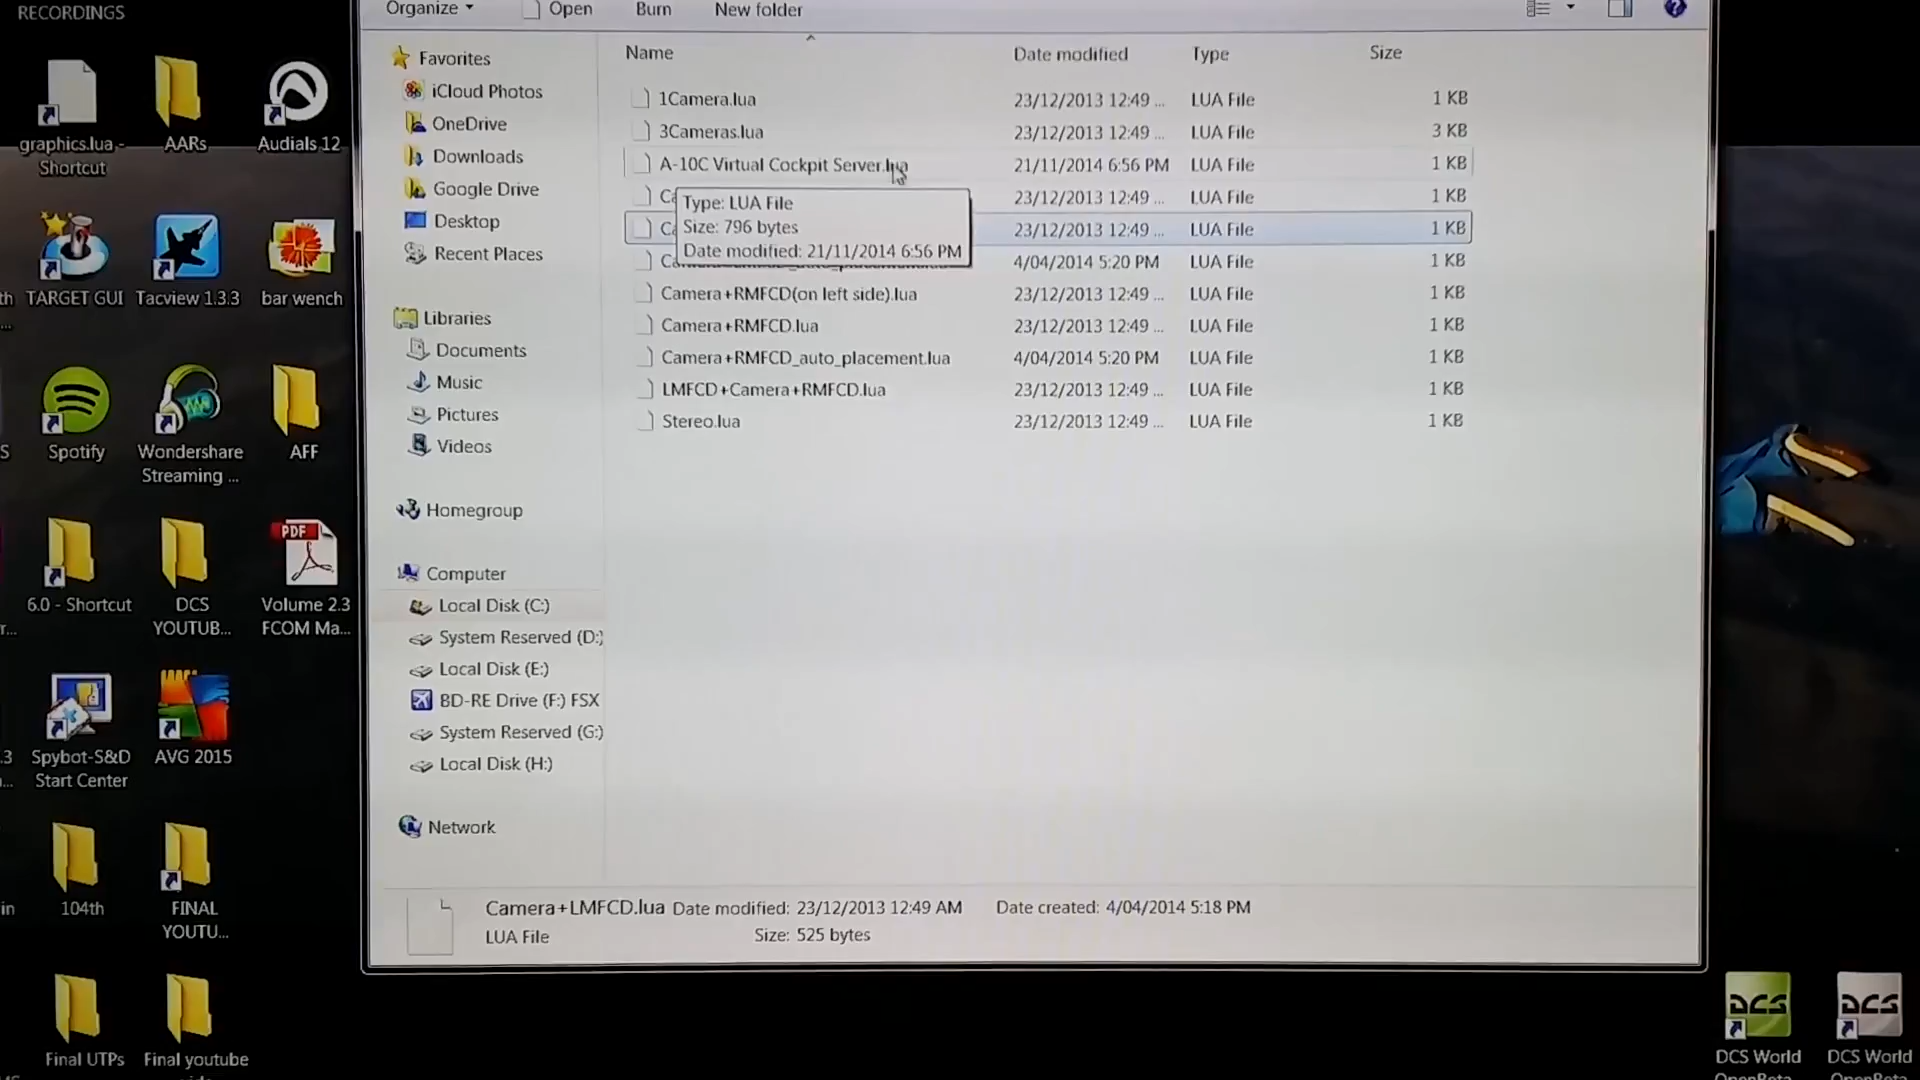 RECORDINGS
graphics.lua -
Shortcut
AARs
Audials 12
TARGET GUI
Tacview 1.3.3
bar wench
Spotify
Wondershare
Streaming ...
AFF
6.0 - Shortcut
DCS
YOUTUB...
PDF
Volume 2.3
FCOM Ma...
Spybot-S&D
Start Center
AVG 2015
104th
FINAL
YOUTU...
Final UTPs
Final youtube
Organize
Open
Burn
New folder
Favorites
iCloud Photos
OneDrive
Downloads
Google Drive
Desktop
Recent Places
Libraries
Documents
Music
Pictures
Videos
Homegroup
Computer
Local Disk (C:)
System Reserved (D:)
Local Disk (E:)
BD-RE Drive (F:) FSX
System Reserved (G:)
Local Disk (H:)
Network
Name Date modified Type Size
1Camera.lua 23/12/2013 12:49 ... LUA File 1 KB
3Cameras.lua 23/12/2013 12:49 ... LUA File 3 KB
A-10C Virtual Cockpit Server.lua 21/11/2014 6:56 PM LUA File 1 KB
23/12/2013 12:49 ... LUA File 1 KB
23/12/2013 12:49 ... LUA File 1 KB
4/04/2014 5:20 PM LUA File 1 KB
Type: LUA File
Size: 796 bytes
Date modified: 21/11/2014 6:56 PM
Camera+RMFCD(on left side).lua 23/12/2013 12:49 ... LUA File 1 KB
Camera+RMFCD.lua 23/12/2013 12:49 ... LUA File 1 KB
Camera+RMFCD_auto_placement.lua 4/04/2014 5:20 PM LUA File 1 KB
LMFCD+Camera+RMFCD.lua 23/12/2013 12:49 ... LUA File 1 KB
Stereo.lua 23/12/2013 12:49 ... LUA File 1 KB
Camera+LMFCD.lua Date modified: 23/12/2013 12:49 AM Date created: 4/04/2014 5:18 PM
LUA File Size: 525 bytes
DCS
DCS World
DCS
DCS World